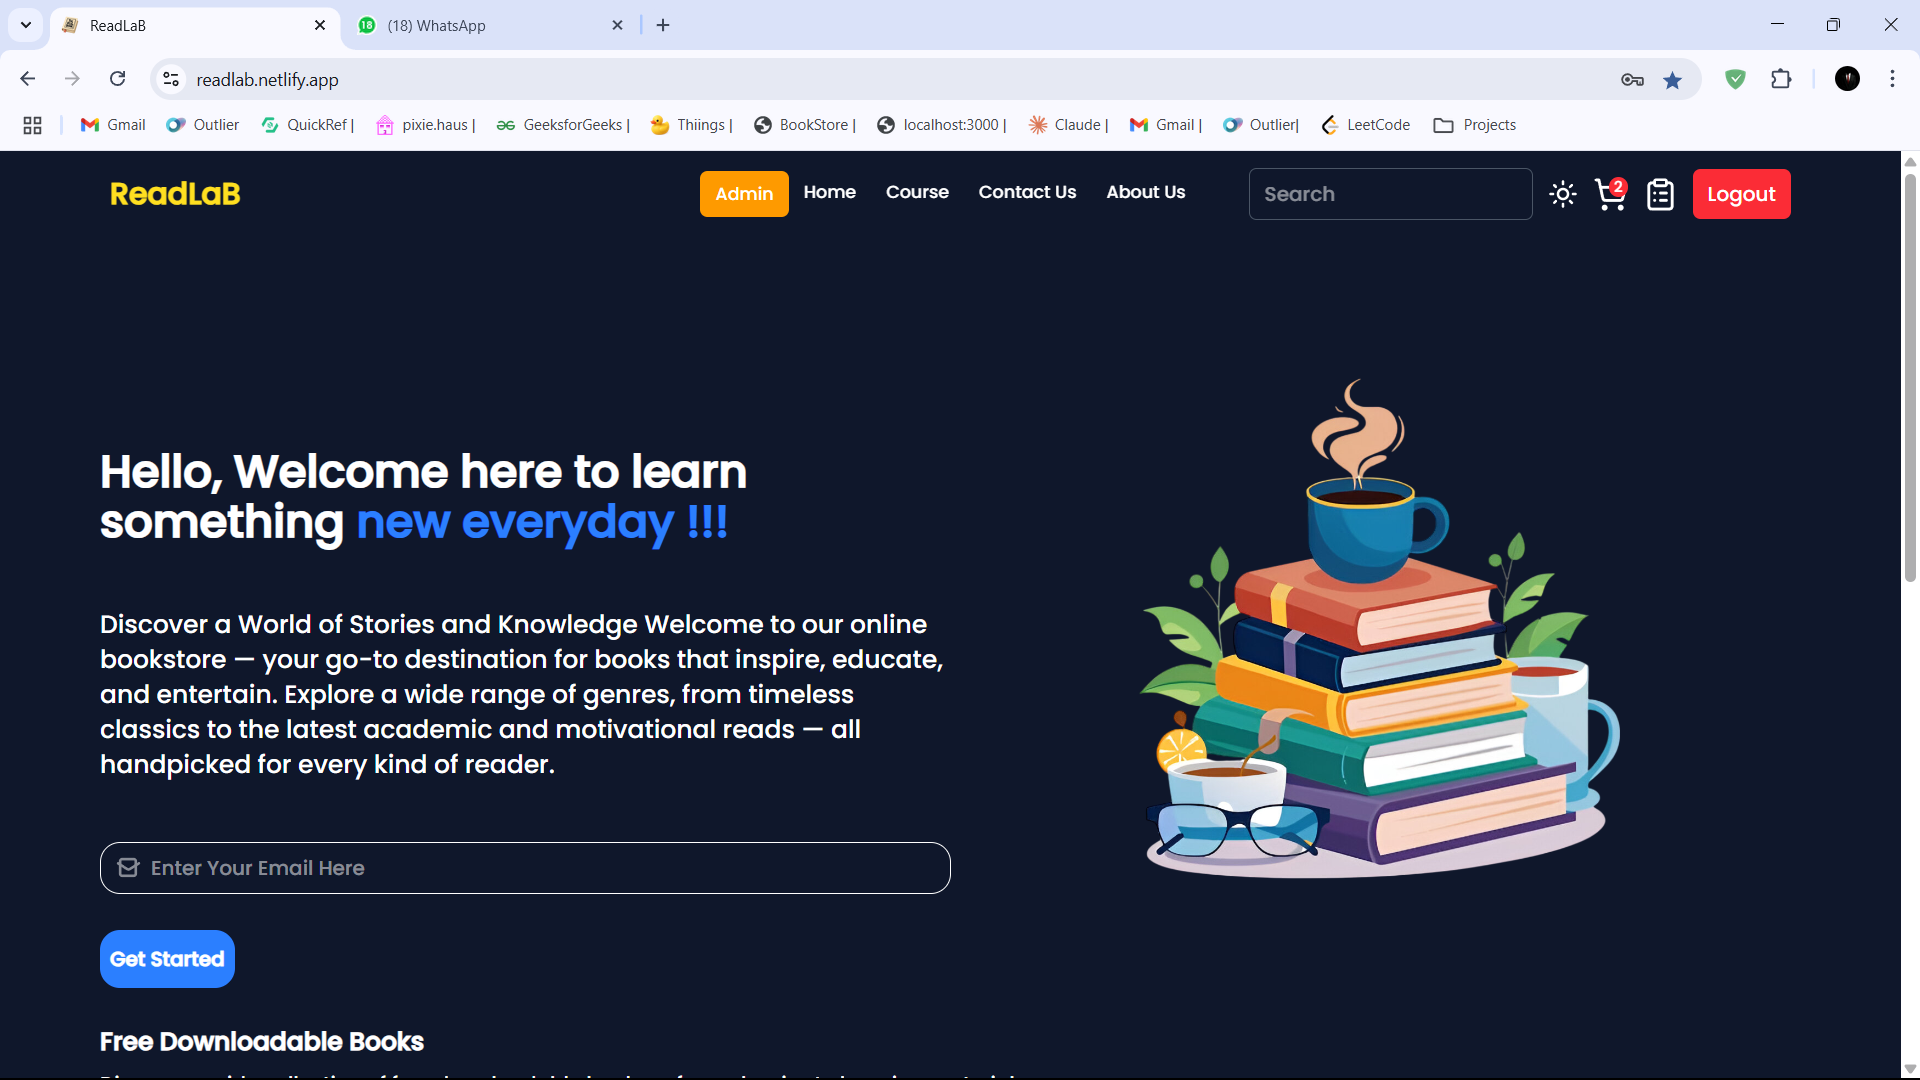 ReadLaB
18
(18) WhatsApp
readlab.netlify.app
Gmail
Outlier
QuickRef |
pixie.haus |
GeeksforGeeks |
Thiings |
BookStore |
localhost:3000 |
Claude |
Gmail |
Outlier|
LeetCode
Projects
ReadLaB
Admin
Home
Course
Contact Us
About Us
Search
2
Logout
Hello, Welcome here to learn
something new everyday !!!
Discover a World of Stories and Knowledge Welcome to our online
bookstore — your go-to destination for books that inspire, educate,
and entertain. Explore a wide range of genres, from timeless
classics to the latest academic and motivational reads — all
handpicked for every kind of reader.
Enter Your Email Here
Get Started
Free Downloadable Books